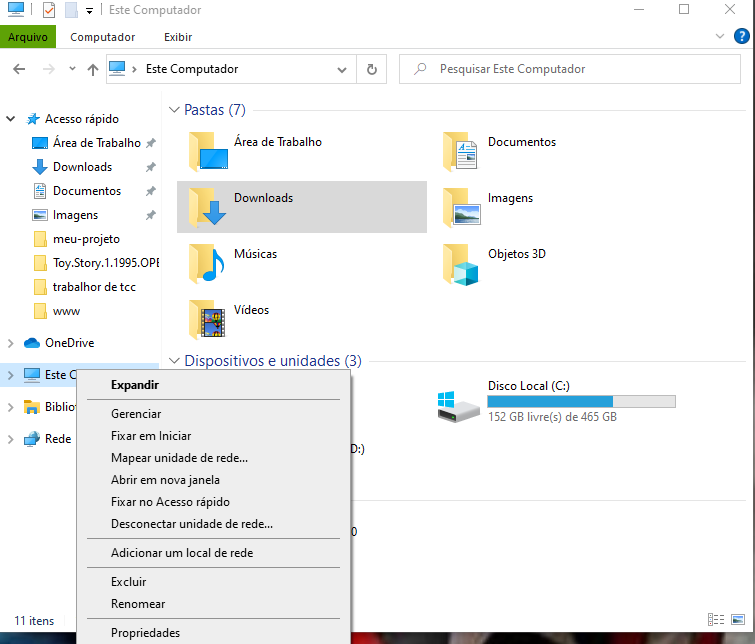 Este Computador
Arquivo
Computador
Exibir
?
Este Computador
Pesquisar Este Computador
Acesso rápido
Área de Trabalho
Downloads
Documentos
Imagens
meu-projeto
Toy.Story.1.1995.OPE
trabalhor de tcc
www
OneDrive
Este C
Biblio
Rede
Pastas (7)
Área de Trabalho
Documentos
Downloads
Imagens
Músicas
Objetos 3D
Vídeos
Dispositivos e unidades (3)
Disco Local (C:)
152 GB livre(s) de 465 GB
D:)
0
Expandir
Gerenciar
Fixar em Iniciar
Mapear unidade de rede...
Abrir em nova janela
Fixar no Acesso rápido
Desconectar unidade de rede...
Adicionar um local de rede
Excluir
Renomear
Propriedades
11 itens